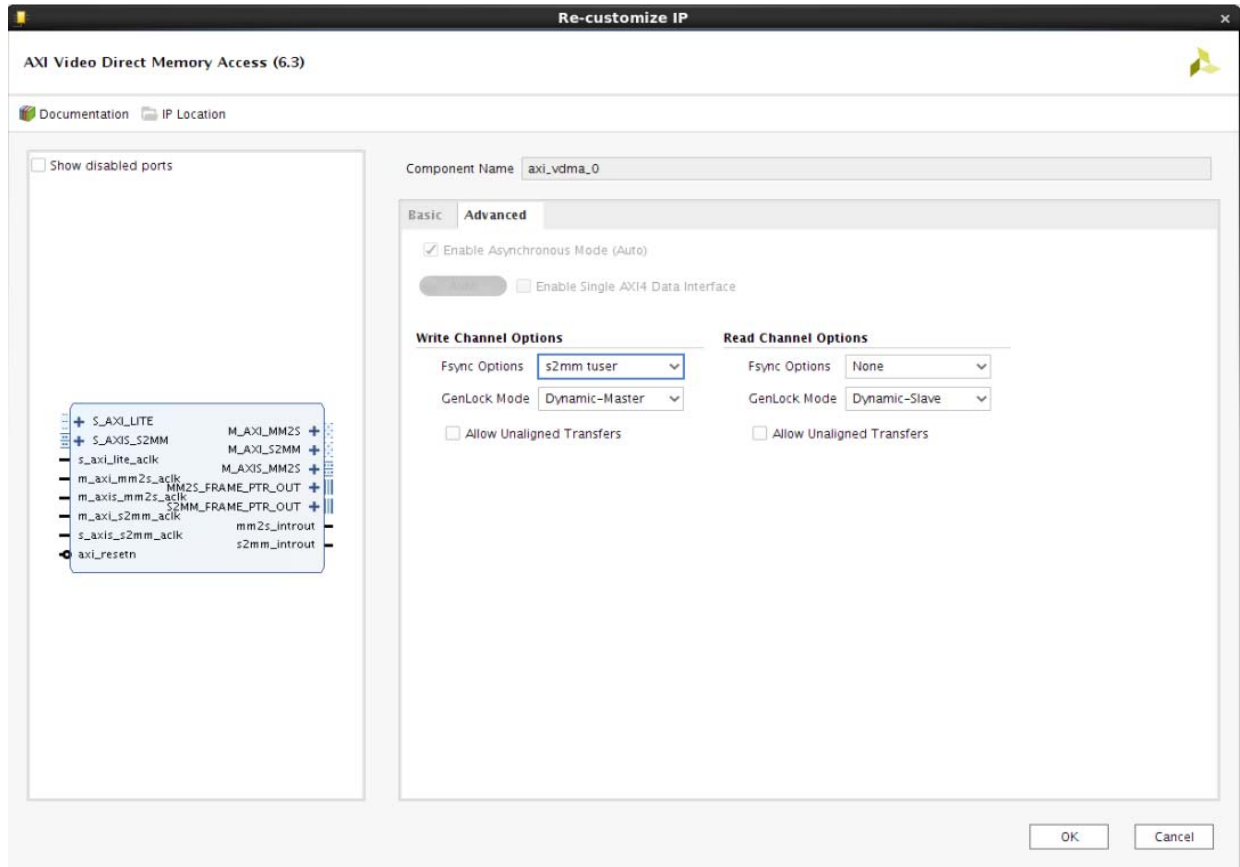 Re-customize IP
AXI Video Direct Memory Access (6.3)
Documentation IP Location
Show disabled ports
S_AXI_LITE
S_AXIS_S2MM
s_axi_lite_aclk
m_axi_mm2s_aclk
m_axis_mm2s_aclk
m_axi_s2mm_aclk
s_axis_s2mm_aclk
axi_resetn
M_AXI_MM2S
M_AXI_S2MM
M_AXIS_MM2S
MM2S_FRAME_PTR_OUT
S2MM_FRAME_PTR_OUT
mm2s_introut
s2mm_introut
Component Name axi_vdma_0
Basic Advanced
Enable Asynchronous Mode (Auto)
Auto Enable Single AXI4 Data Interface
Write Channel Options
Fsync Options s2mm tuser
GenLock Mode Dynamic-Master
Allow Unaligned Transfers
Read Channel Options
Fsync Options None
GenLock Mode Dynamic-Slave
Allow Unaligned Transfers
OK Cancel